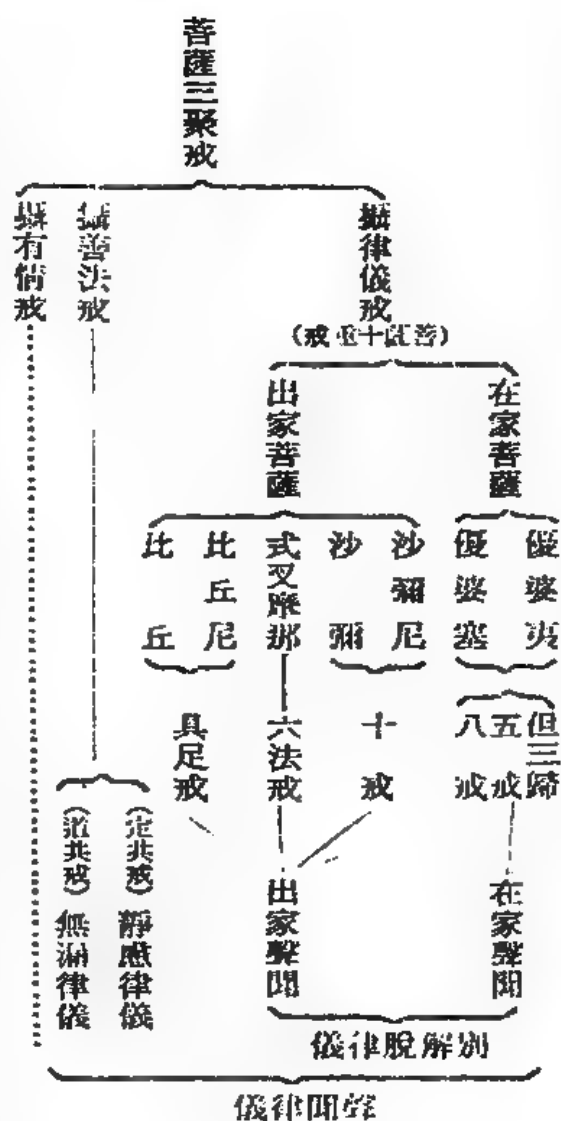 菩薩三聚戒
攝律儀戒
攝善法戒
攝有情戒
(十重戒)
在家菩薩
出家菩薩
優婆夷
優婆塞
沙彌尼
沙彌
式叉摩那
比丘尼
比丘
但三歸
五戒
八戒
十戒
六法戒
具足戒
在家聲聞
出家聲聞
(定共戒)靜慮律儀
(道共戒)無漏律儀
別解脫律儀
聲聞律儀